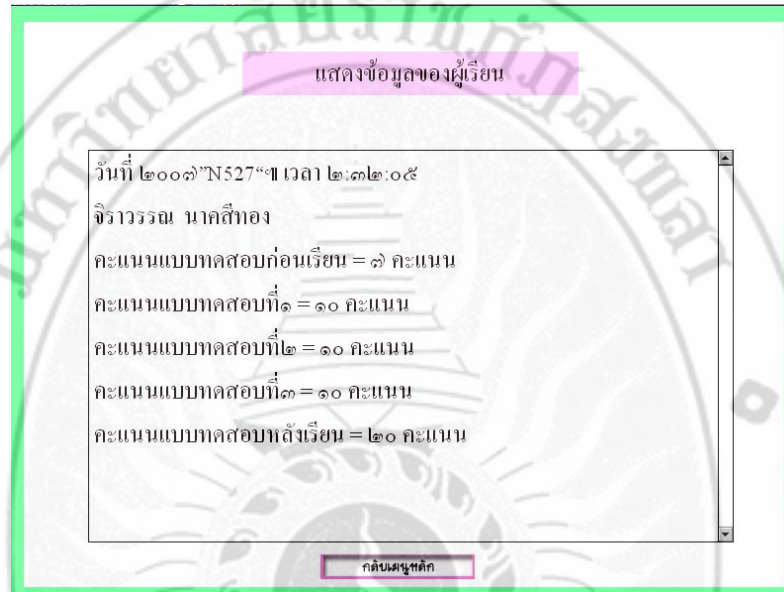 แสดงข้อมูลของผู้เรียน
วันที่ ๒๐๐๗”N527“ฃ เวลา ๒:๓๒:๐๕
จิราวรรณ นาคสีทอง
คะแนนแบบทดสอบก่อนเรียน = ๗ คะแนน
คะแนนแบบทดสอบที่๑ = ๑๐ คะแนน
คะแนนแบบทดสอบที่๒ = ๑๐ คะแนน
คะแนนแบบทดสอบที่๓ = ๑๐ คะแนน
คะแนนแบบทดสอบหลังเรียน = ๒๐ คะแนน
กลับเมนูหลัก